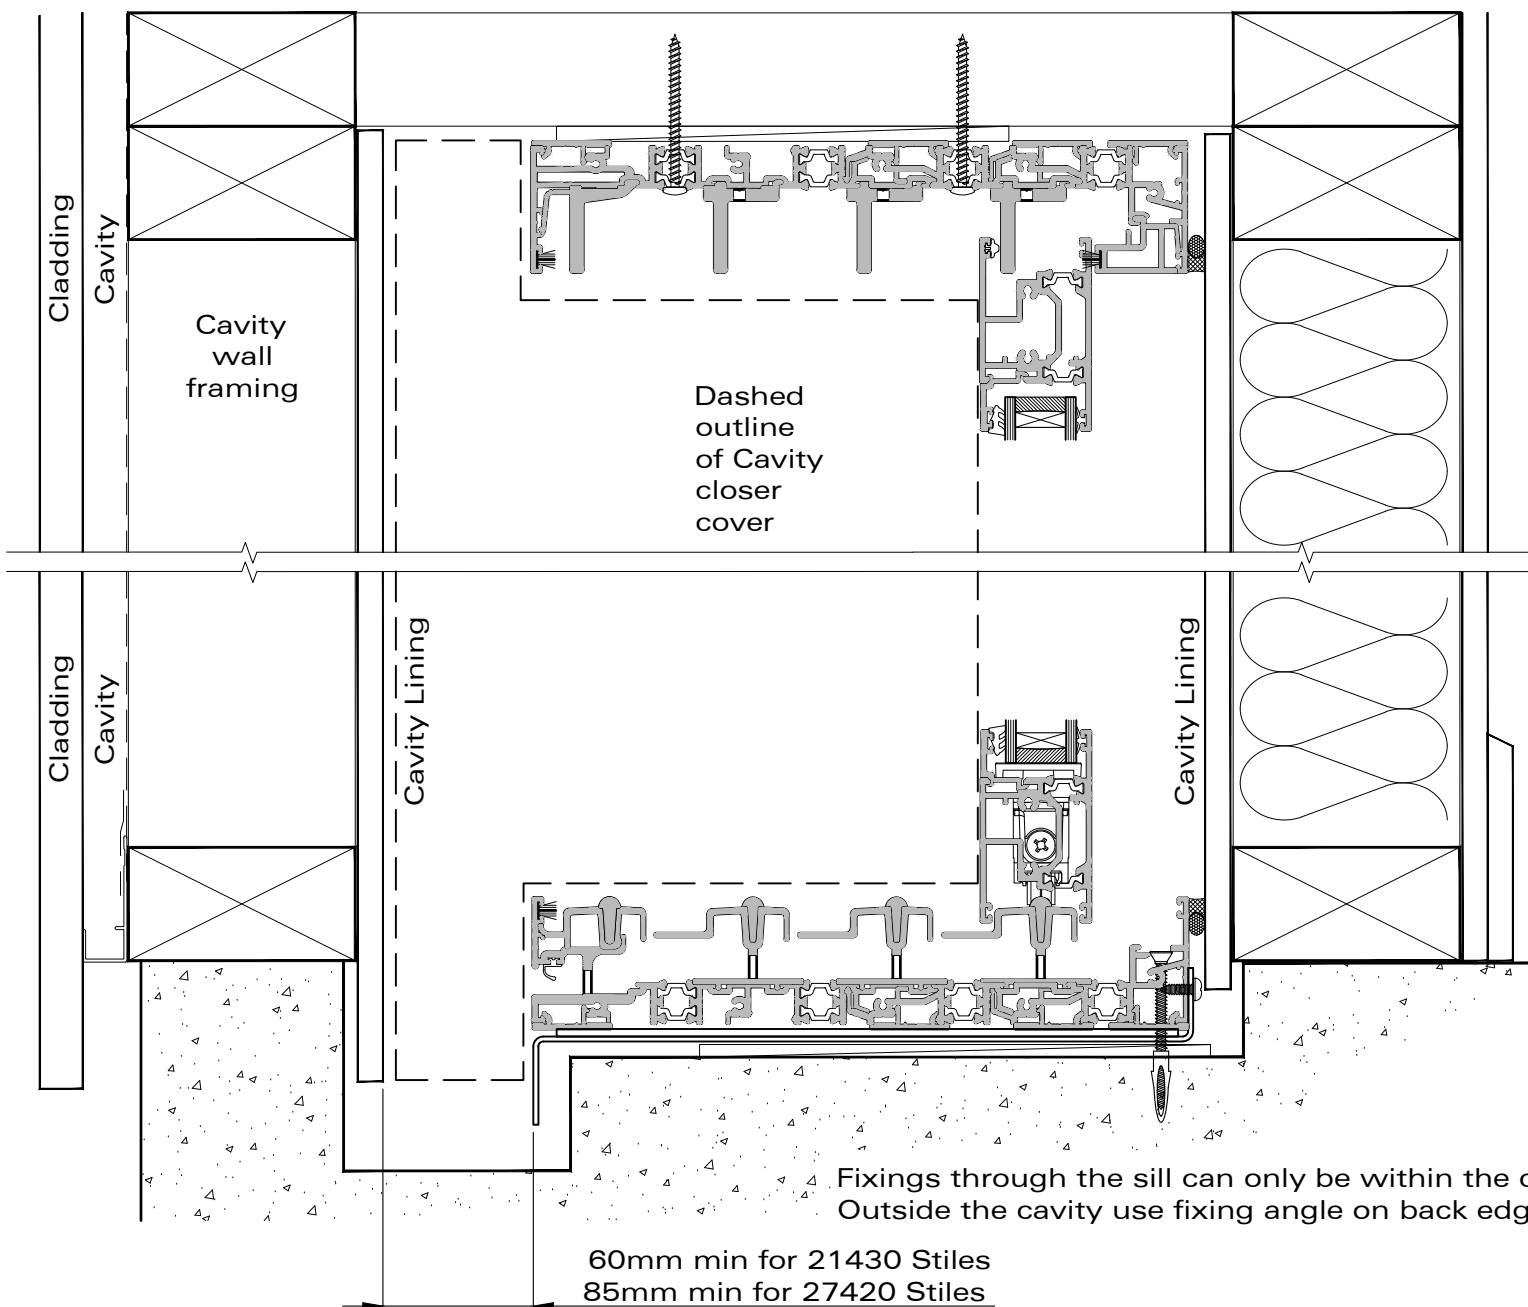 Cladding
Cavity
Cavity
wall
framing
Dashed
outline
of Cavity
closer
cover
Cladding
Cavity
Cavity Lining
Cavity Lining
Fixings through the sill can only be within the
Outside the cavity use fixing angle on back
60mm min for 21430 Stiles
85mm min for 27420 Stiles